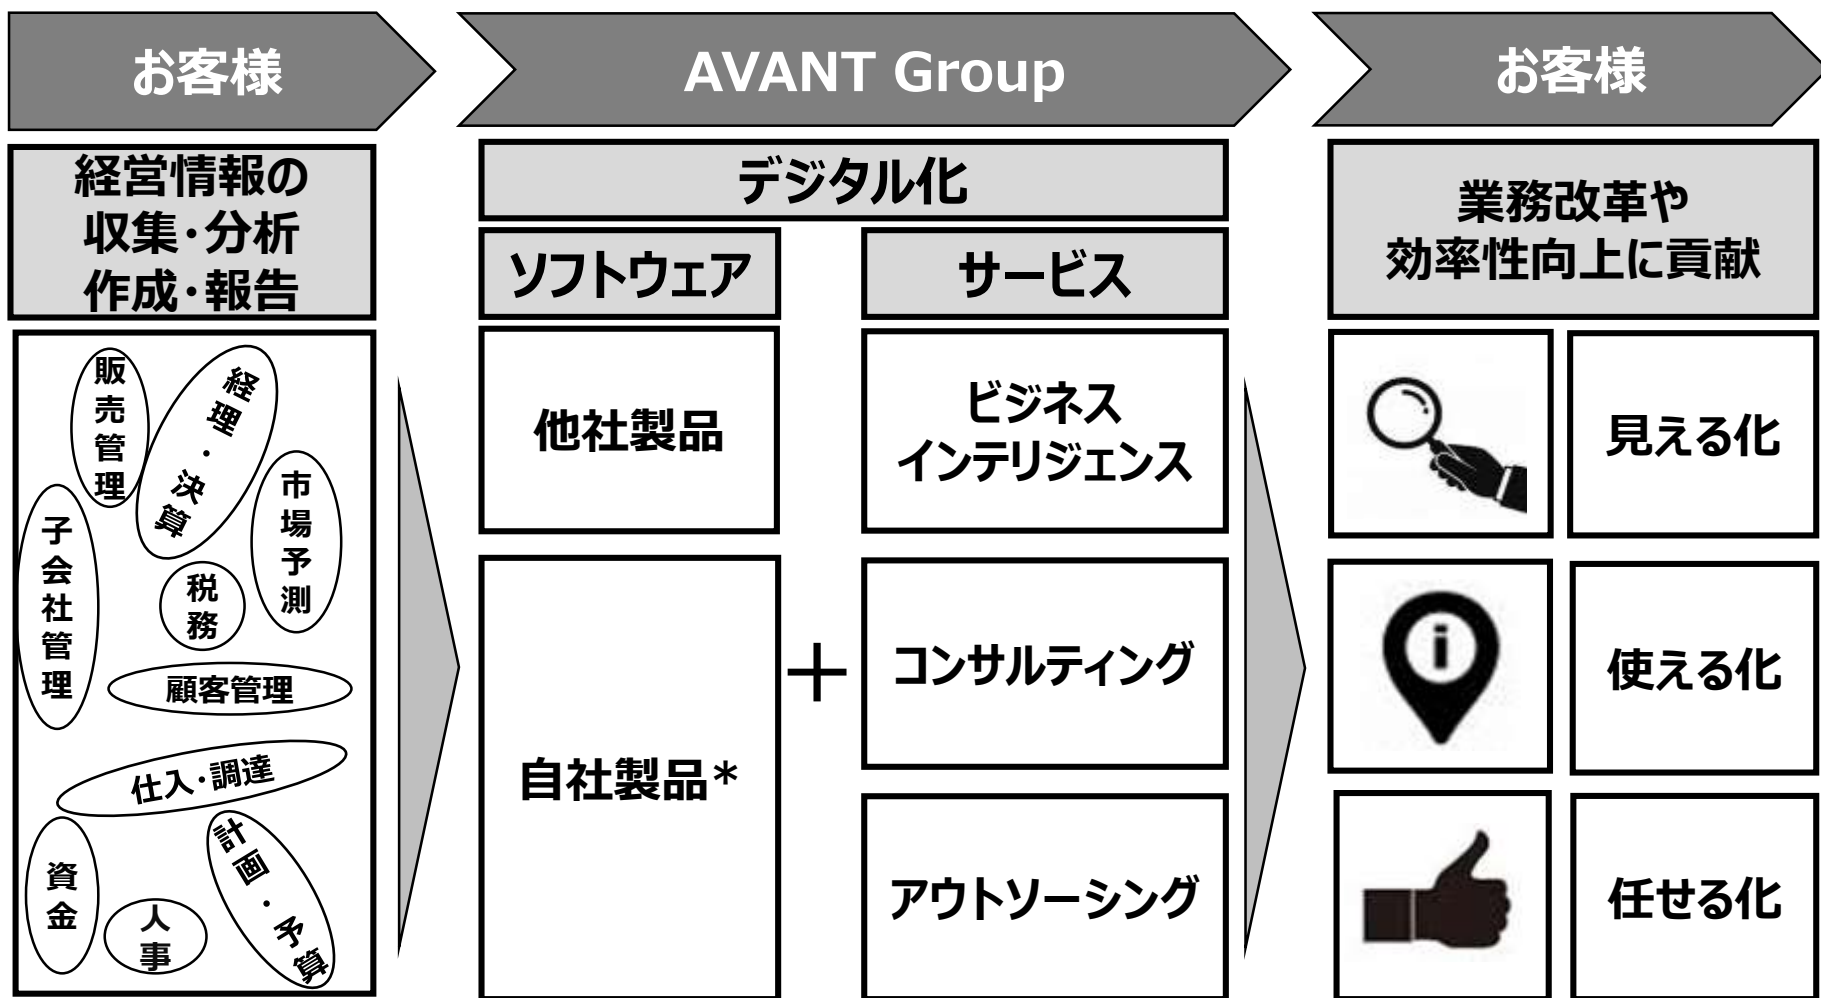 お客様
AVANT Group
お客様
経営情報の
収集･分析
作成･報告
販売管理
経理・決算
市場予測
子会社管理
税務
顧客管理
仕入･調達
資金
人事
計画・予算
デジタル化
ソフトウェア
サービス
他社製品
自社製品*
＋
ビジネス
インテリジェンス
コンサルティング
アウトソーシング
業務改革や
効率性向上に貢献
見える化
i
使える化
任せる化